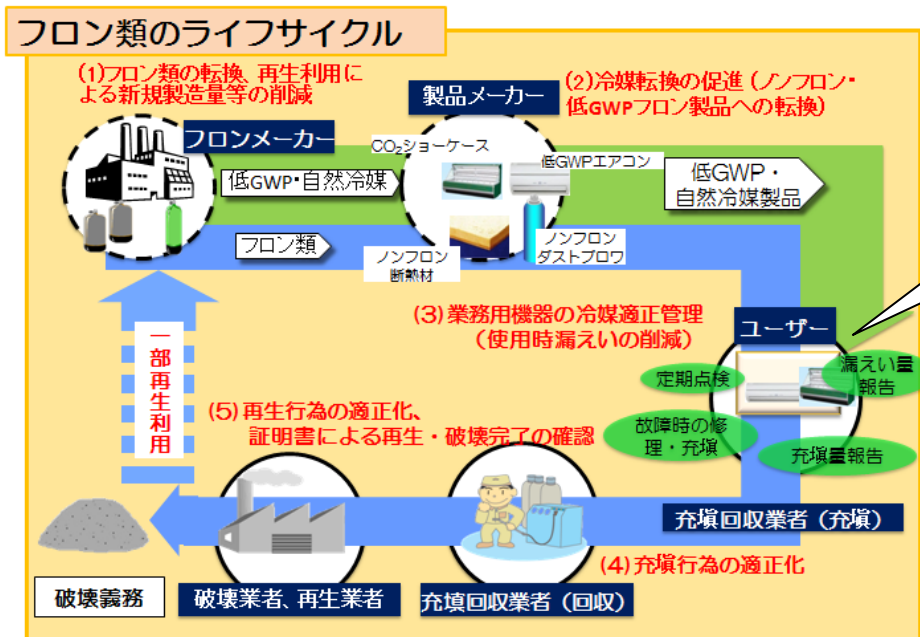 フロン類のライフサイクル
(1)フロン類の転換、再生利用に
よる新規製造量等の削減
製品メーカー
(2)冷媒転換の促進（ノンフロン・
低GWPフロン製品への転換）
フロンメーカー
CO₂ショーケース
低GWPエアコン
低GWP・自然冷媒
低GWP・
自然冷媒製品
フロン類
ノンフロン
断熱材
ノンフロン
ダストブロワ
(3)業務用機器の冷媒適正管理
（使用時漏えいの削減）
ユーザー
定期点検
漏えい量
報告
故障時の修
理・充填
充填量報告
一部再生利用
(5)再生行為の適正化、
証明書による再生・破壊完了の確認
充填回収業者（充填）
(4)充填行為の適正化
破壊義務
破壊業者、再生業者
充填回収業者（回収）